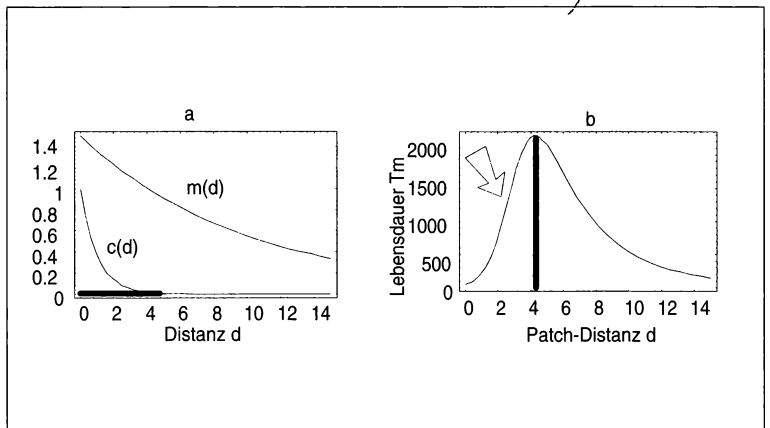 a
1.4
1.2
1
0.8
0.6
0.4
0.2
0
m(d)
c(d)
0 2 4 6 8 10 12 14
Distanz d
b
Lebensdauer Tm
2000
1500
1000
500
0
0 2 4 6 8 10 12 14
Patch-Distanz d